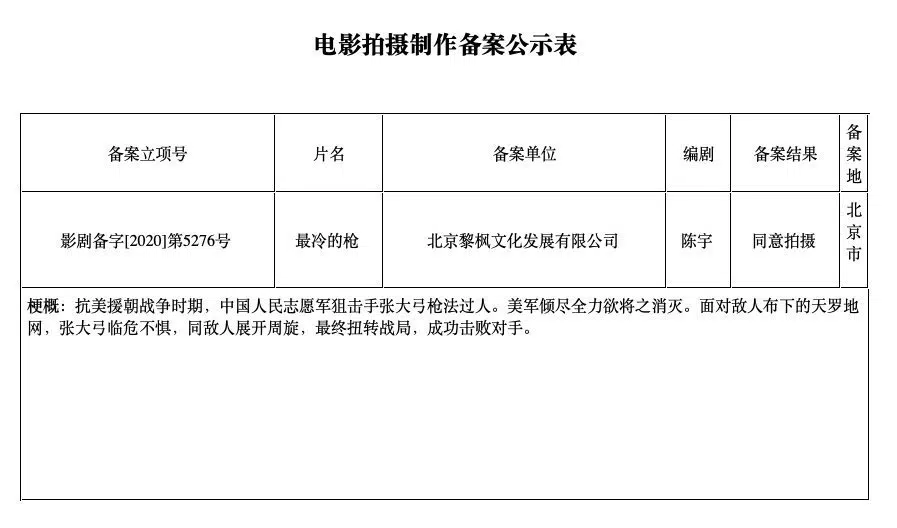 电影拍摄制作备案公示表
备案立项号 片名 备案单位 编剧 备案结果 备案地
影剧备字[2020]第5276号 最冷的枪 北京黎枫文化发展有限公司 陈宇 同意拍摄 北京市
梗概：抗美援朝战争时期，中国人民志愿军狙击手张大弓枪法过人。美军倾尽全力欲将之消灭。面对敌人布下的天罗地
网，张大弓临危不惧，同敌人展开周旋，最终扭转战局，成功击败对手。